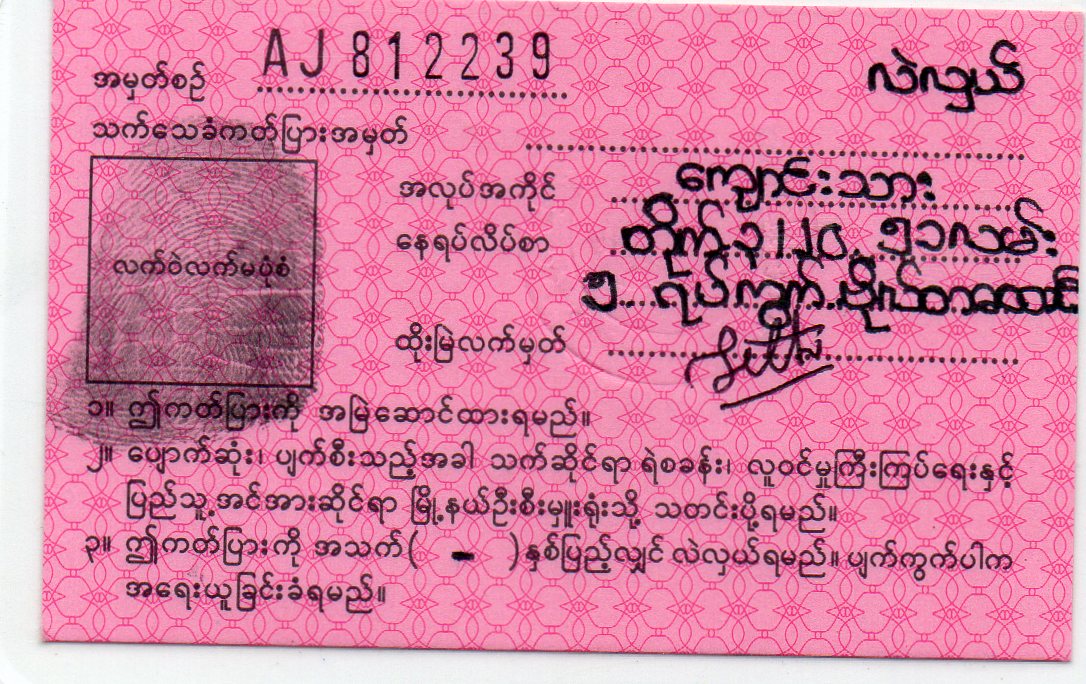 အမှတ်စဉ် AJ 812239 လဲလှယ်
သက်သေခံကတ်ပြားအမှတ်
အလုပ်အကိုင် ကျောင်းသား
နေရပ်လိပ်စာ တိုက် ၃၂၂၀, ၅၁လမ်း
၅ ရပ်ကွက် ဗိုလ်တထောင်
လက်ဝဲလက်မပုံစံ
ထိုးမြဲလက်မှတ်
၁။ ဤကတ်ပြားကို အမြဲဆောင်ထားရမည်။
၂။ ပျောက်ဆုံး၊ ပျက်စီးသည့်အခါ သက်ဆိုင်ရာ ရဲစခန်း၊ လူဝင်မှုကြီးကြပ်ရေးနှင့်
ပြည်သူ့အင်အားဆိုင်ရာ မြို့နယ်ဦးစီးမှူးရုံးသို့ သတင်းပို့ရမည်။
၃။ ဤကတ်ပြားကို အသက် ( - ) နှစ်ပြည့်လျှင် လဲလှယ်ရမည်။ ပျက်ကွက်ပါက
အရေးယူခြင်းခံရမည်။